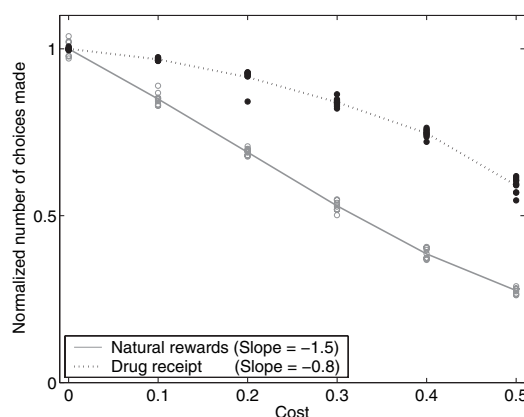 Normalized number of choices made
1
0.5
0
Natural rewards (Slope = −1.5)
Drug receipt (Slope = −0.8)
0 0.1 0.2 0.3 0.4 0.5
Cost